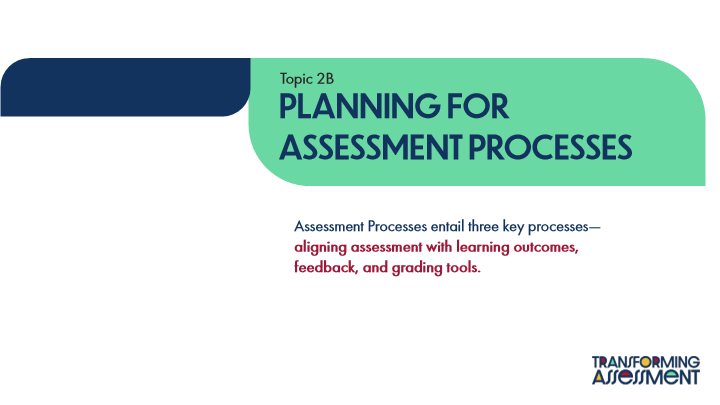 Topic 2B
PLANNING FOR
ASSESSMENT PROCESSES
Assessment Processes entail three key processes—
aligning assessment with learning outcomes,
feedback, and grading tools.
TRANSFORMING
ASSESSMENT